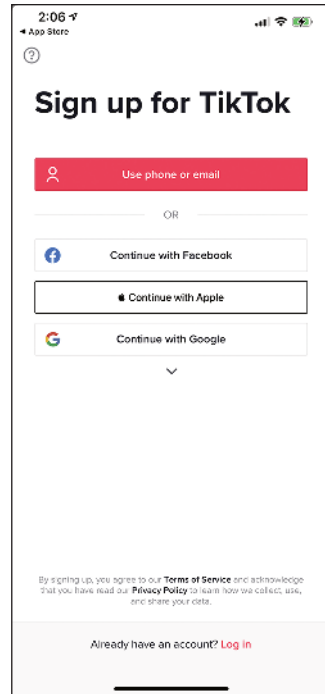 2:06
App Store
Sign up for TikTok
Use phone or email
OR
Continue with Facebook
Continue with Apple
Continue with Google
By signing up, you agree to our Terms of Service and acknowledge
that you have read our Privacy Policy to learn how we collect, use,
and share your data.
Already have an account? Log in